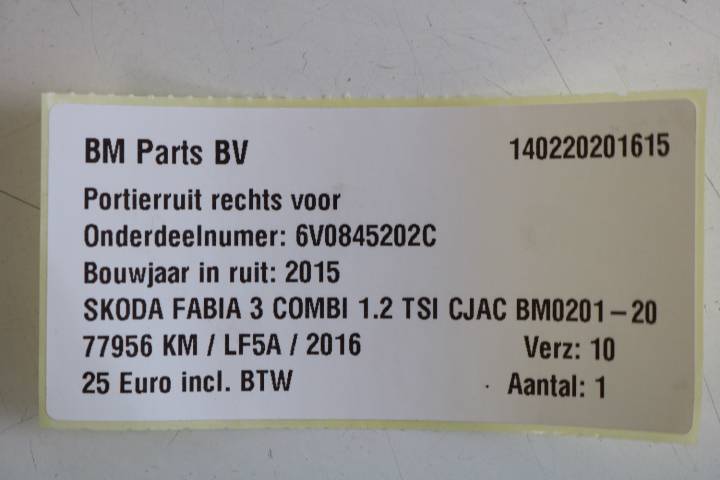 BM Parts BV 140220201615
Portierruit rechts voor
Onderdeelnumer: 6V0845202C
Bouwjaar in ruit: 2015
SKODA FABIA 3 COMBI 1.2 TSI CJAC BM0201-20
77956 KM / LF5A / 2016 Verz: 10
25 Euro incl. BTW Aantal: 1